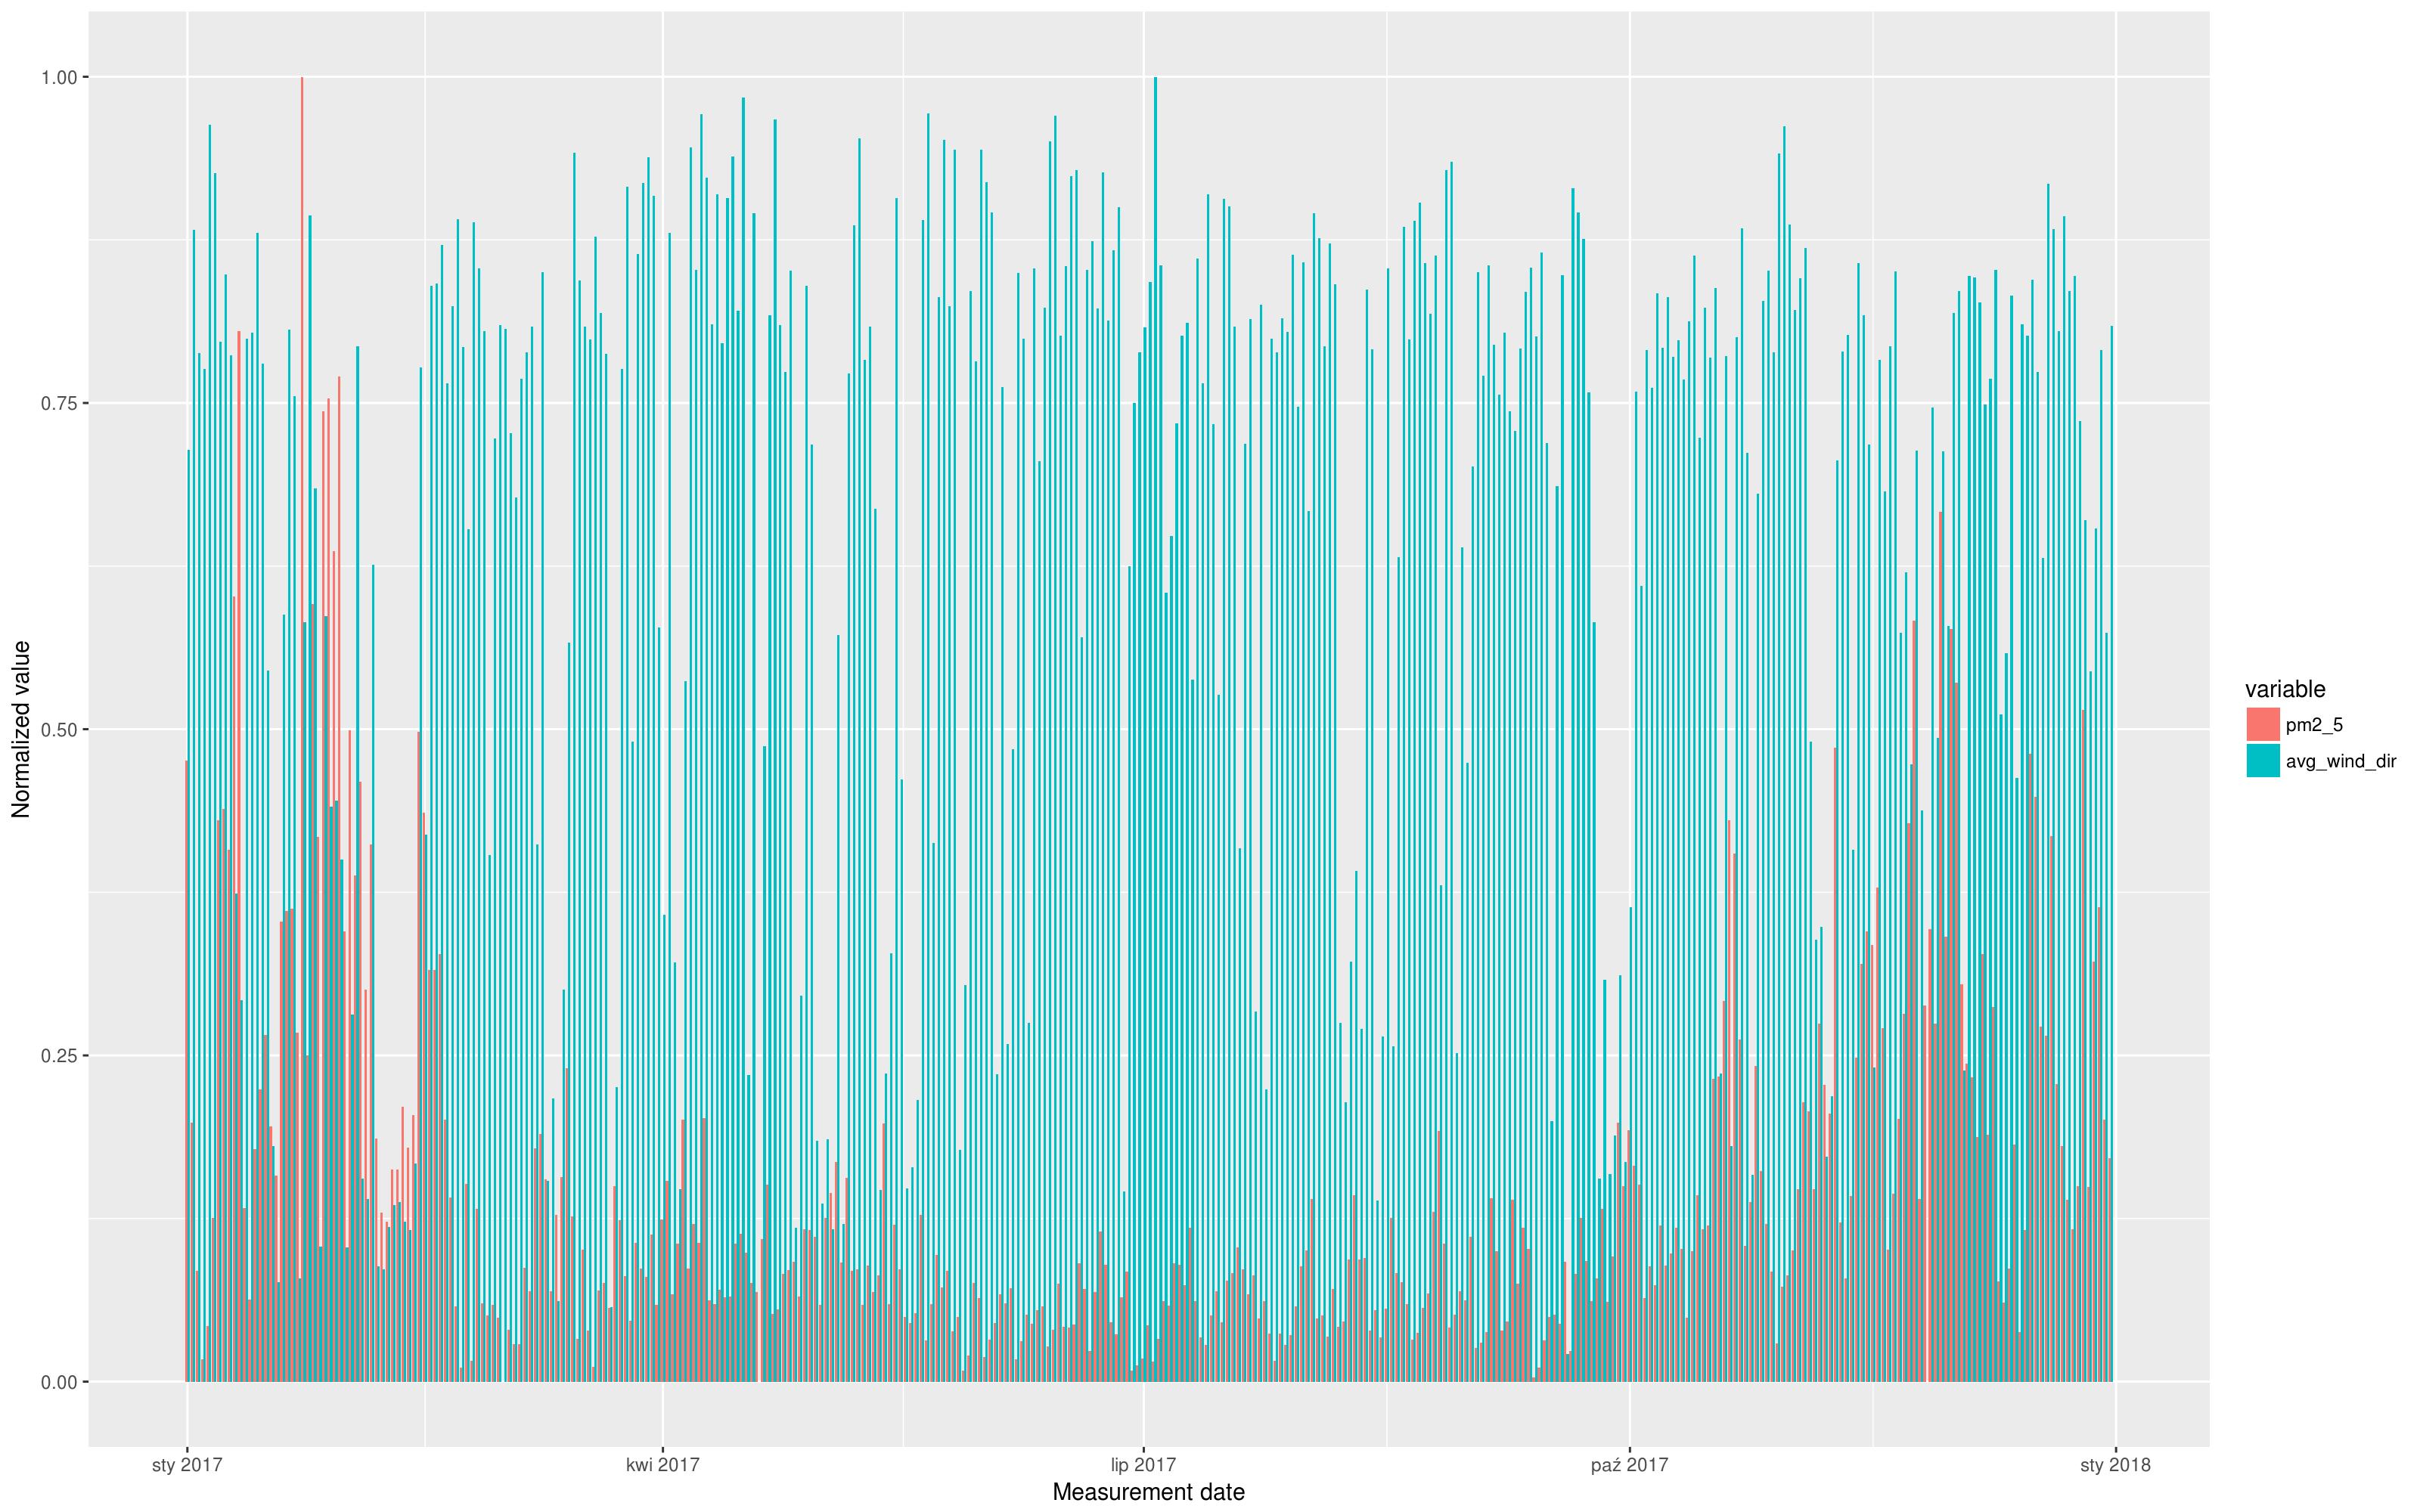 1.00
0.75
0.50
0.25
0.00
Normalized value
sty 2017
kwi 2017
lip 2017
paź 2017
sty 2018
Measurement date
variable
pm2_5
avg_wind_dir